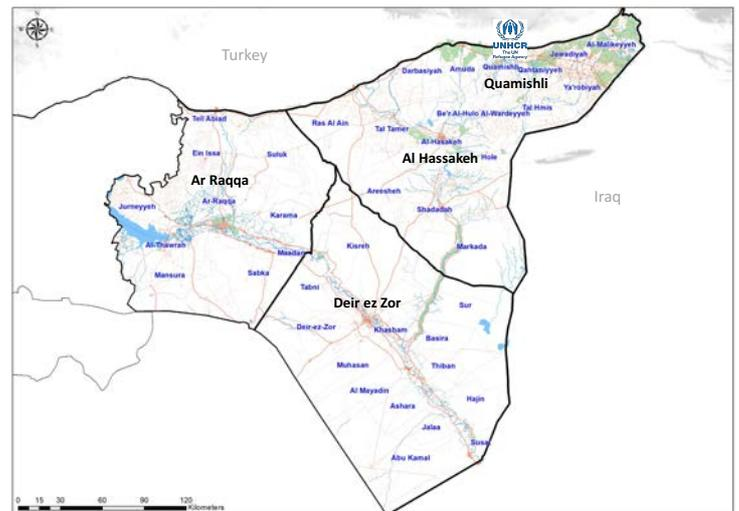 Turkey
UNHCR
The UN
Refugee Agency
Al-Malikeyyeh
Jawadiyah
Darbasiyah
Amuda
Quamishli
Qahtaniyyeh
Quamishli
Ya'robiyah
Tal Hmis
Be'r Al-Hulo Al-Wardeyyeh
Tell Abiad
Ras Al Ain
Tal Tamer
Al-Hasakeh
Ein Issa
Suluk
Al Hassakeh
Hole
Ar Raqqa
Areesheh
Iraq
Jurneyyeh
Ar-Raqqa
Karama
Shadadah
Al-Thawrah
Maadan
Kisreh
Markada
Mansura
Sabka
Tabni
Deir ez Zor
Sur
Deir-ez-Zor
Khasham
Basira
Muhasan
Thiban
Al Mayadin
Ashara
Hajin
Jalaa
Susa
Abu Kamal
0 15 30 60 90 120
Kilometers